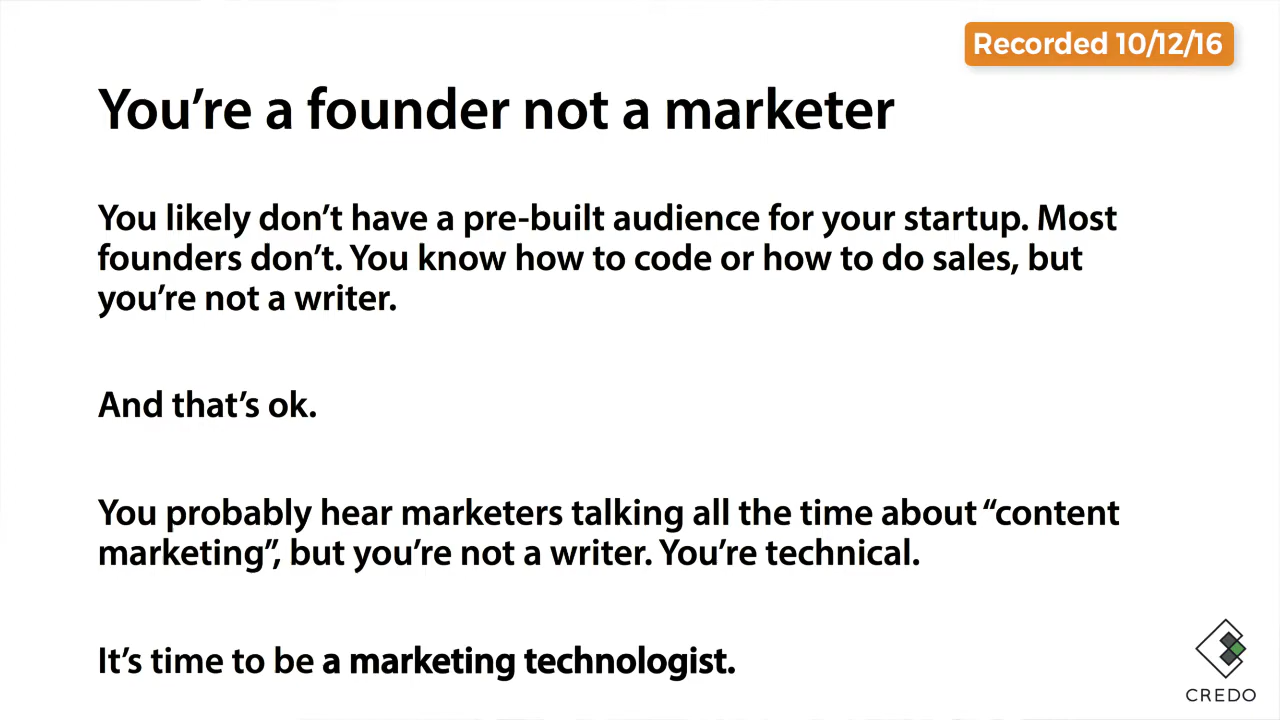 Recorded 10/12/16
You’re a founder not a marketer
You likely don’t have a pre-built audience for your startup. Most
founders don’t. You know how to code or how to do sales, but
you’re not a writer.
And that’s ok.
You probably hear marketers talking all the time about “content
marketing”, but you’re not a writer. You’re technical.
It’s time to be a marketing technologist.
CREDO